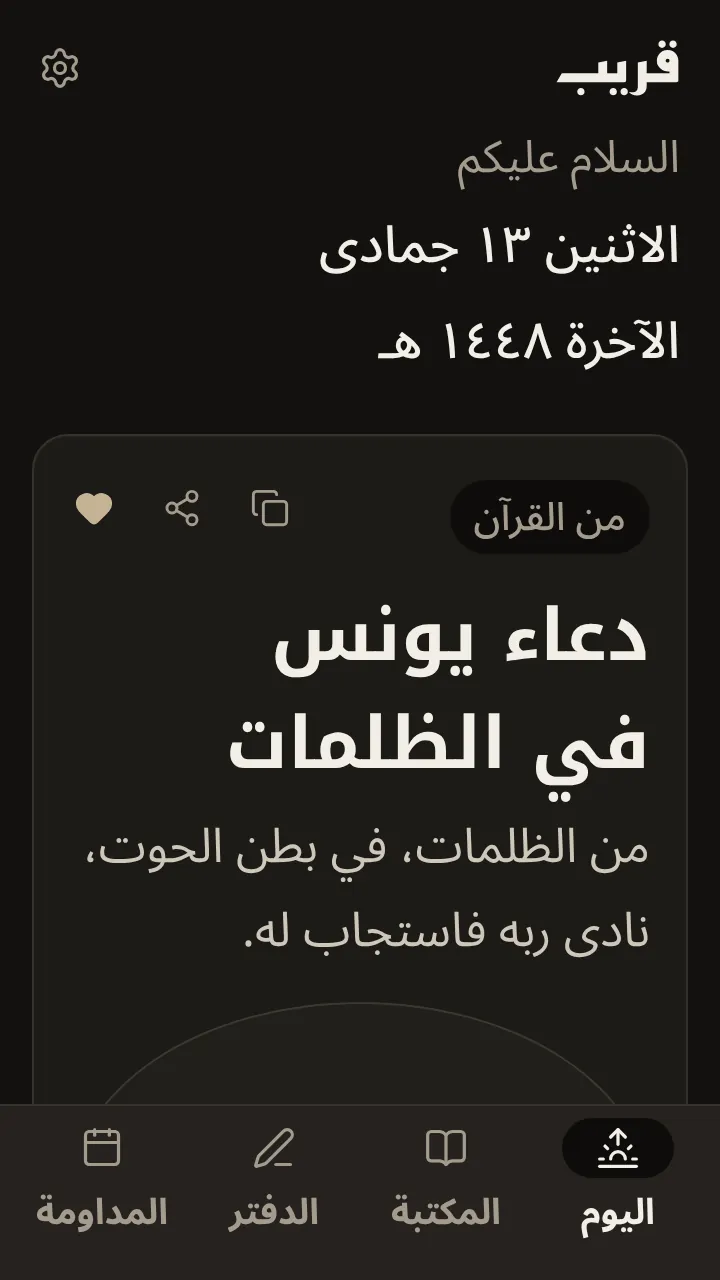 قريب
السلام عليكم
الاثنين ١٣ جمادى
الآخرة ١٤٤٨ هـ
من القرآن
دعاء يونس
في الظلمات
من الظلمات، في بطن الحوت،
نادى ربه فاستجاب له.
اليوم
المكتبة
الدفتر
المداومة